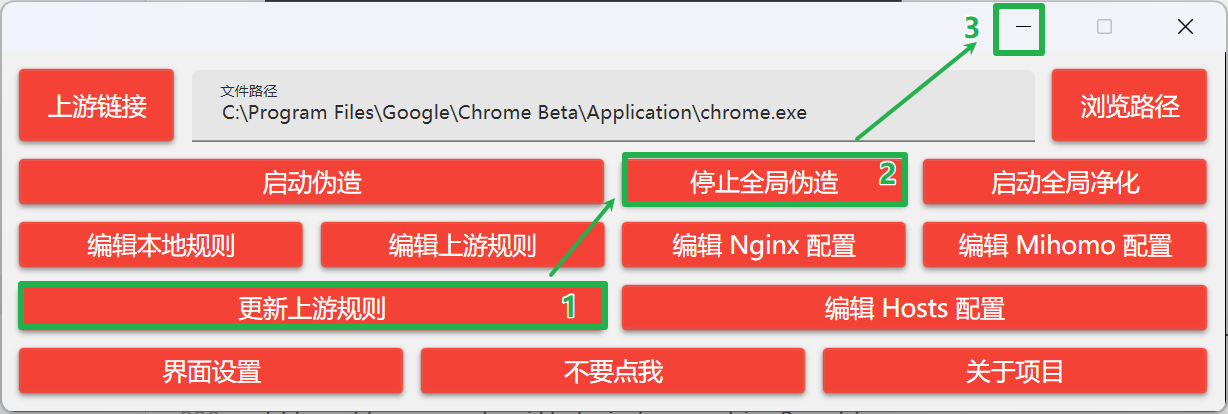 3
上游链接
文件路径
C:\Program Files\Google\Chrome Beta\Application\chrome.exe
浏览路径
启动伪造
停止全局伪造 2
启动全局净化
编辑本地规则
编辑上游规则
编辑 Nginx 配置
编辑 Mihomo 配置
更新上游规则 1
编辑 Hosts 配置
界面设置
不要点我
关于项目